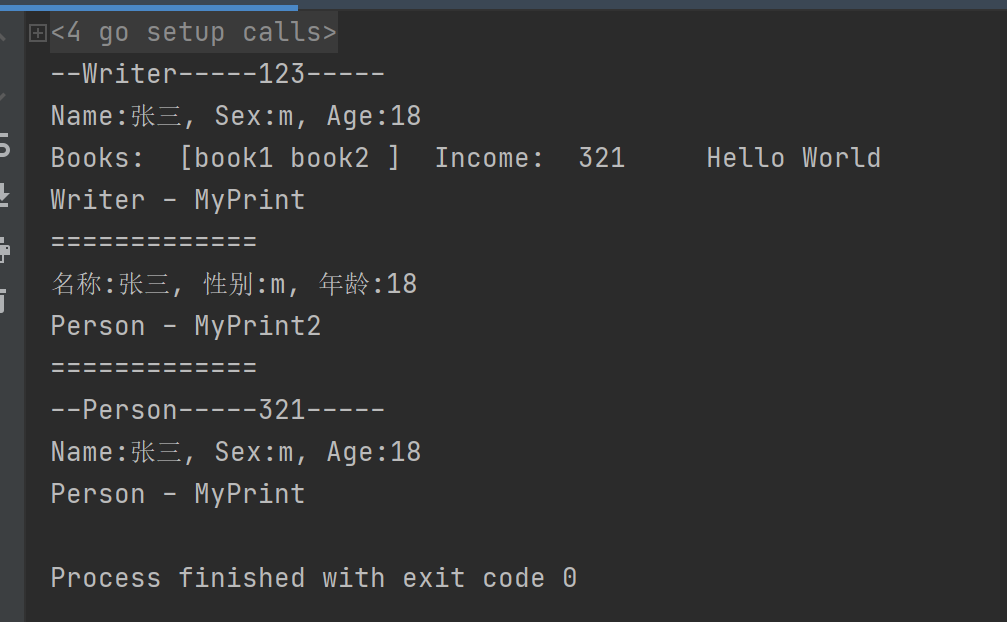 <4 go setup calls>
--Writer-----123-----
Name:张三, Sex:m, Age:18
Books:  [book1 book2 ]  Income:  321     Hello World
Writer - MyPrint
=============
名称:张三, 性别:m, 年龄:18
Person - MyPrint2
=============
--Person-----321-----
Name:张三, Sex:m, Age:18
Person - MyPrint
Process finished with exit code 0